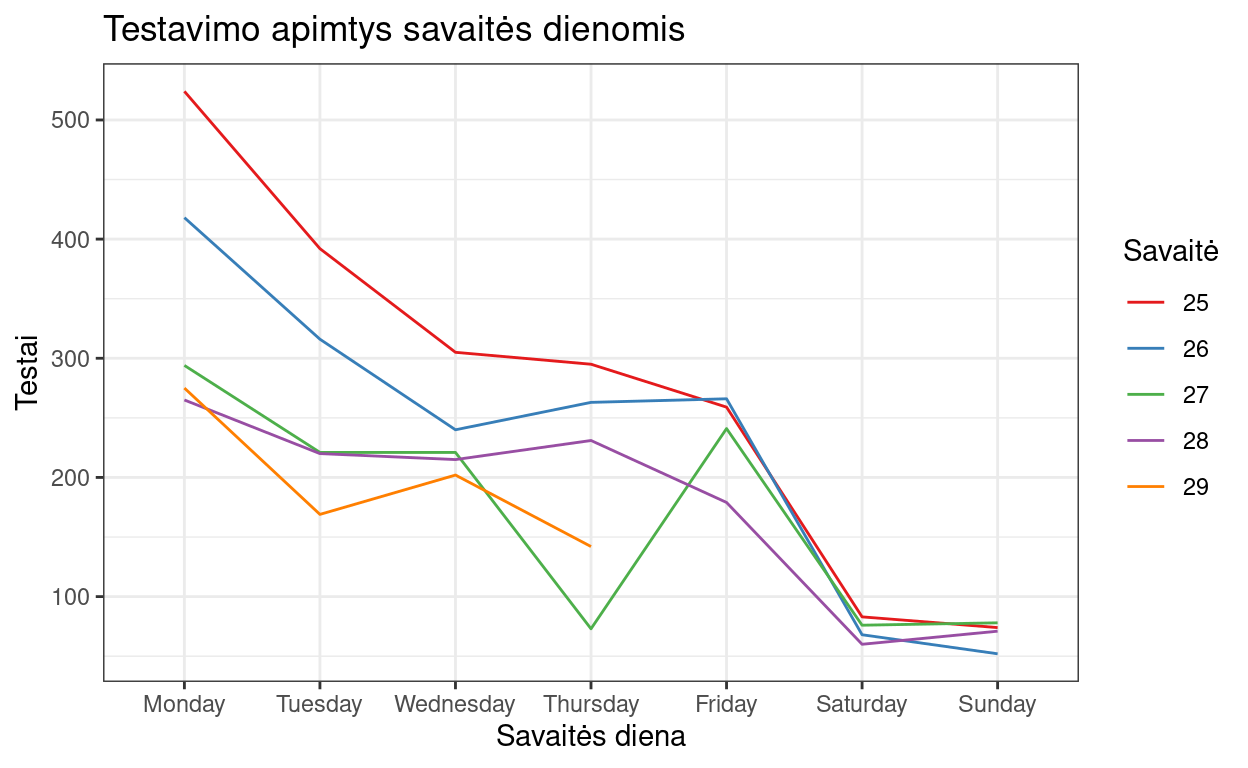 Testavimo apimtys savaitės dienomis
Testai
500
400
300
200
100
Monday Tuesday Wednesday Thursday Friday Saturday Sunday
Savaitės diena
Savaitė
25
26
27
28
29